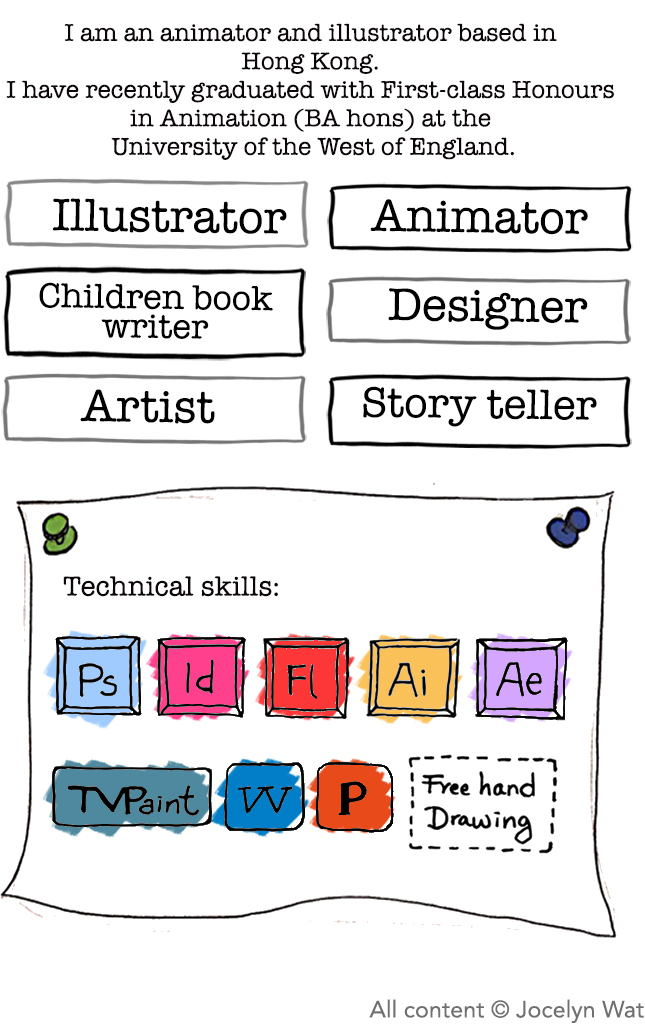 I am an animator and illustrator based in
Hong Kong.
I have recently graduated with First-class Honours
in Animation (BA hons) at the
University of the West of England.
Illustrator
Animator
Children book
writer
Designer
Artist
Story teller
Technical skills:
Ps Id Fl Ai Ae
TVPaint W P
Free hand
Drawing
All content © Jocelyn Wat